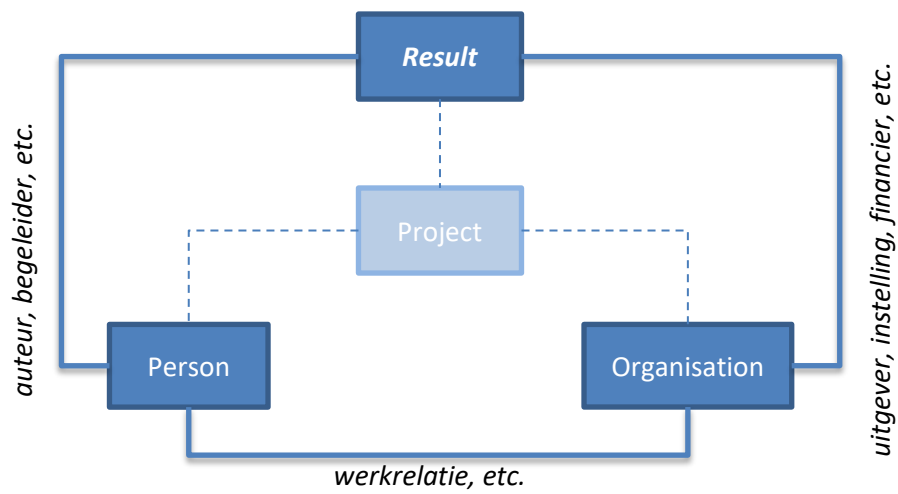 Result
auteur, begeleider, etc.
uitgever, instelling, financier, etc.
Project
Person
Organisation
werkrelatie, etc.